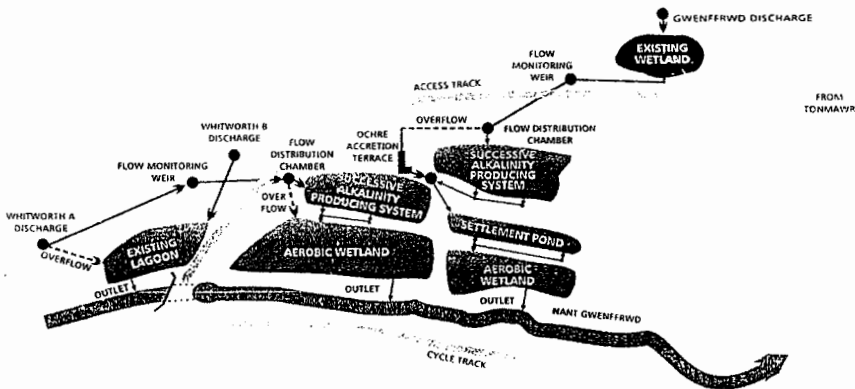 GWENFFRWD DISCHARGE
EXISTING
WETLAND
FLOW
MONITORING
WEIR
ACCESS TRACK
FROM
TONMAWR
OVERFLOW
FLOW DISTRIBUTION
CHAMBER
OCHRE
ACCRETION
TERRACE
WHITWORTH B
DISCHARGE
FLOW
DISTRIBUTION
CHAMBER
FLOW MONITORING
WEIR
SUCCESSIVE
ALKALINITY
PRODUCING
SYSTEM
SUCCESSIVE
ALKALINITY
PRODUCING SYSTEM
OVER
FLOW
WHITWORTH A
DISCHARGE
OVERFLOW
EXISTING
LAGOON
AEROBIC WETLAND
SETTLEMENT POND
AEROBIC
WETLAND
OUTLET
OUTLET
OUTLET
NANT GWENFFRWD
CYCLE TRACK